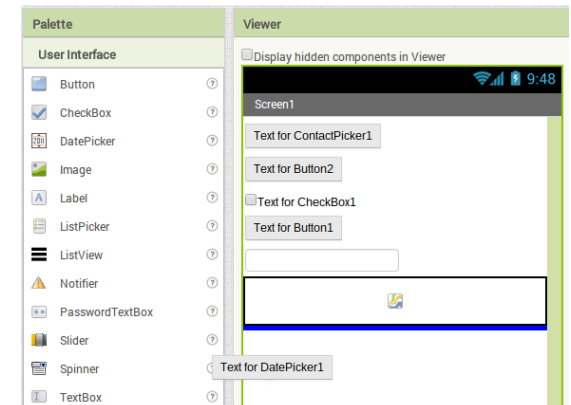 Palette
User Interface
Button
CheckBox
DatePicker
Image
Label
ListPicker
ListView
Notifier
PasswordTextBox
Slider
Spinner
TextBox
Viewer
Display hidden components in Viewer
9:48
Screen1
Text for ContactPicker1
Text for Button2
Text for CheckBox1
Text for Button1
Text for DatePicker1